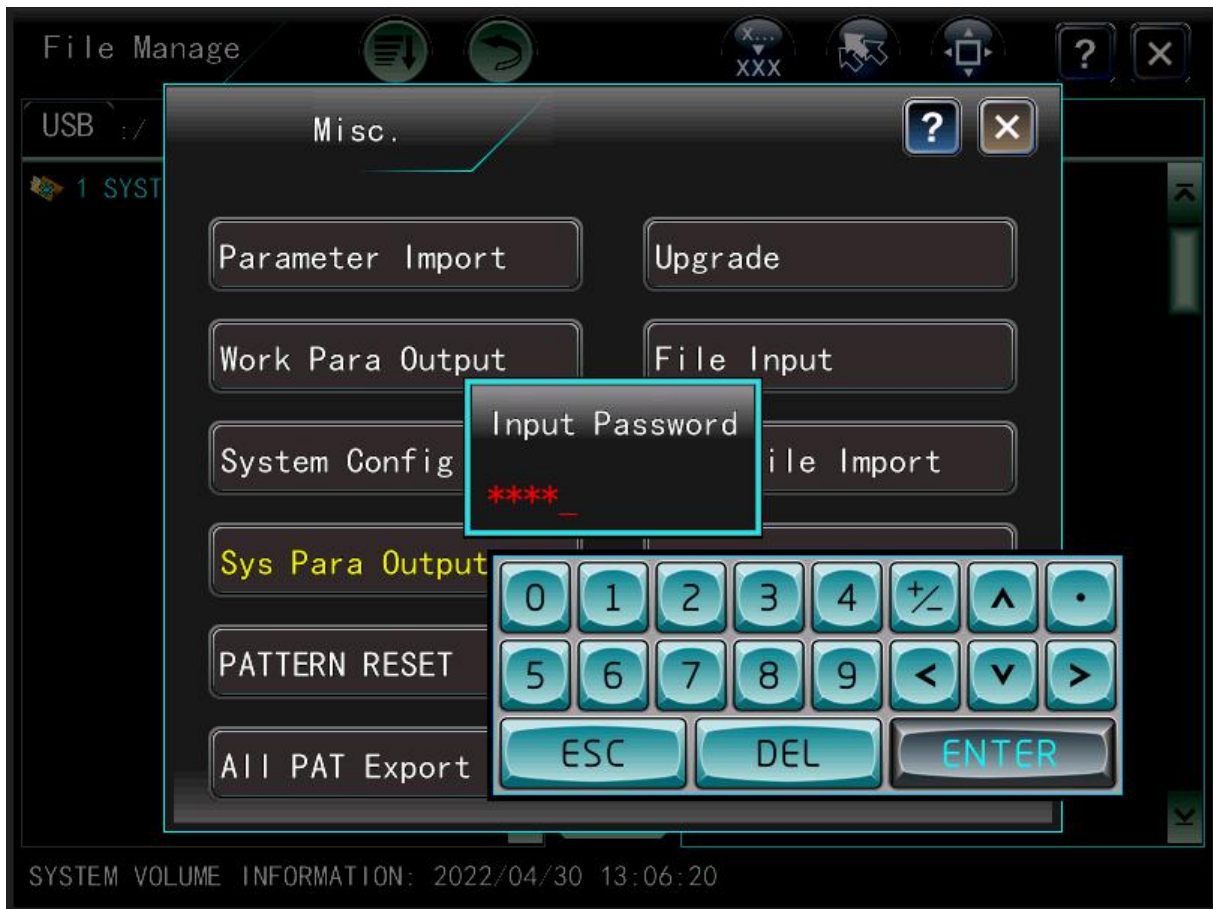 File Manage
X...
XXX
?
×
USB :/
Misc.
?
×
1 SYST
Parameter Import
Upgrade
Work Para Output
File Input
Input Password
****_
System Config
ile Import
Sys Para Output
0 1 2 3 4 +/- ∧ •
PATTERN RESET
5 6 7 8 9 < ∨ >
All PAT Export
ESC DEL ENTER
SYSTEM VOLUME INFORMATION: 2022/04/30 13:06:20